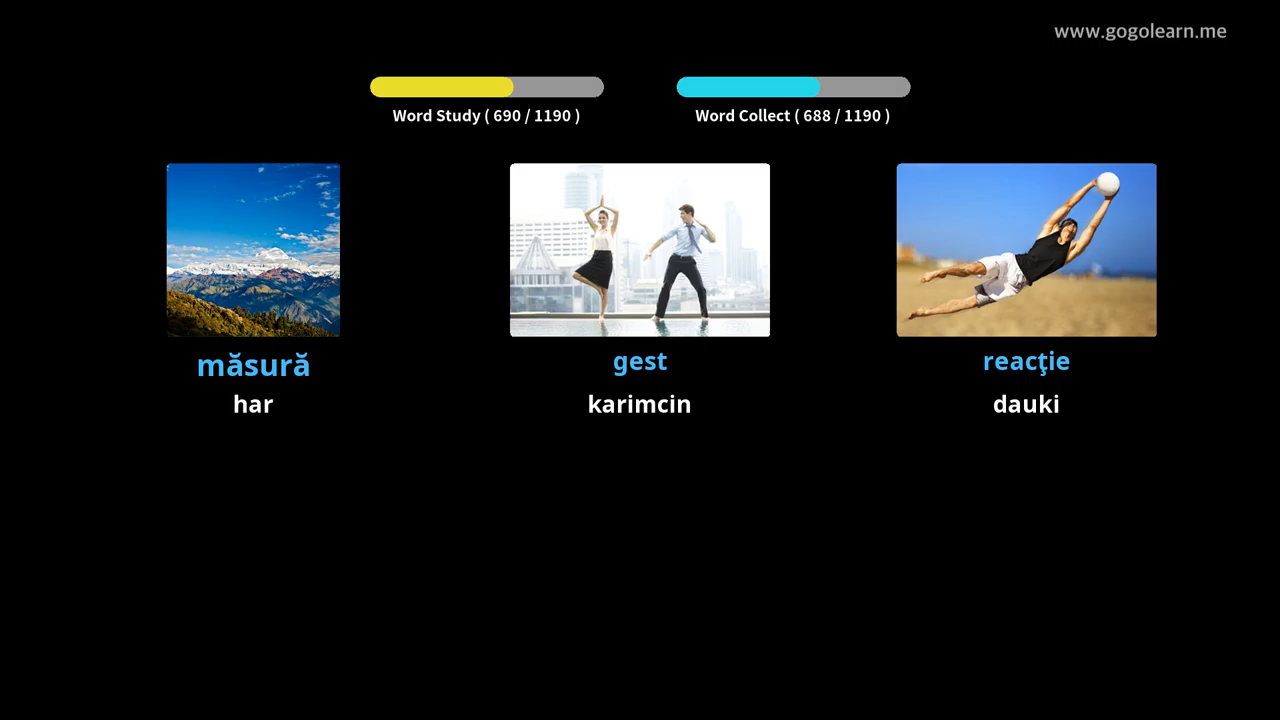 www.gogolearn.me
Word Study ( 690 / 1190 )
Word Collect ( 688 / 1190 )
măsură
har
gest
karimcin
reacţie
dauki